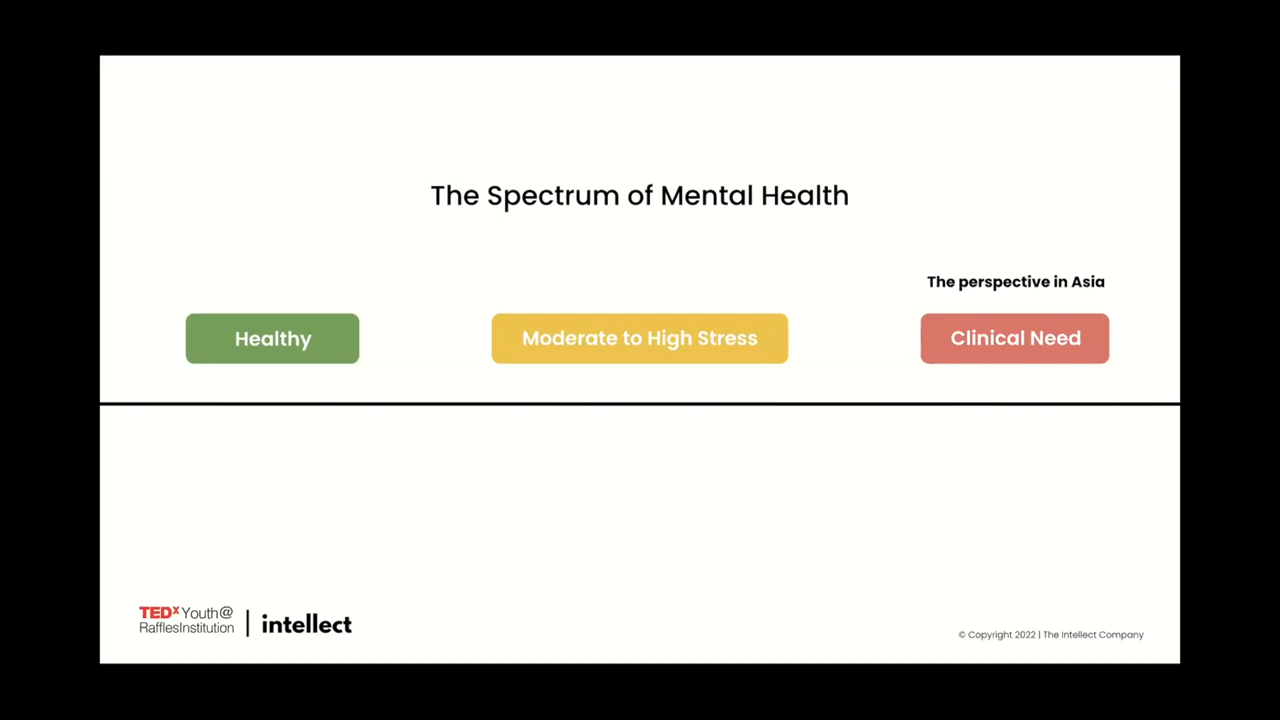 The Spectrum of Mental Health
The perspective in Asia
Healthy
Moderate to High Stress
Clinical Need
TEDx Youth@
RafflesInstitution
intellect
© Copyright 2022 | The Intellect Company